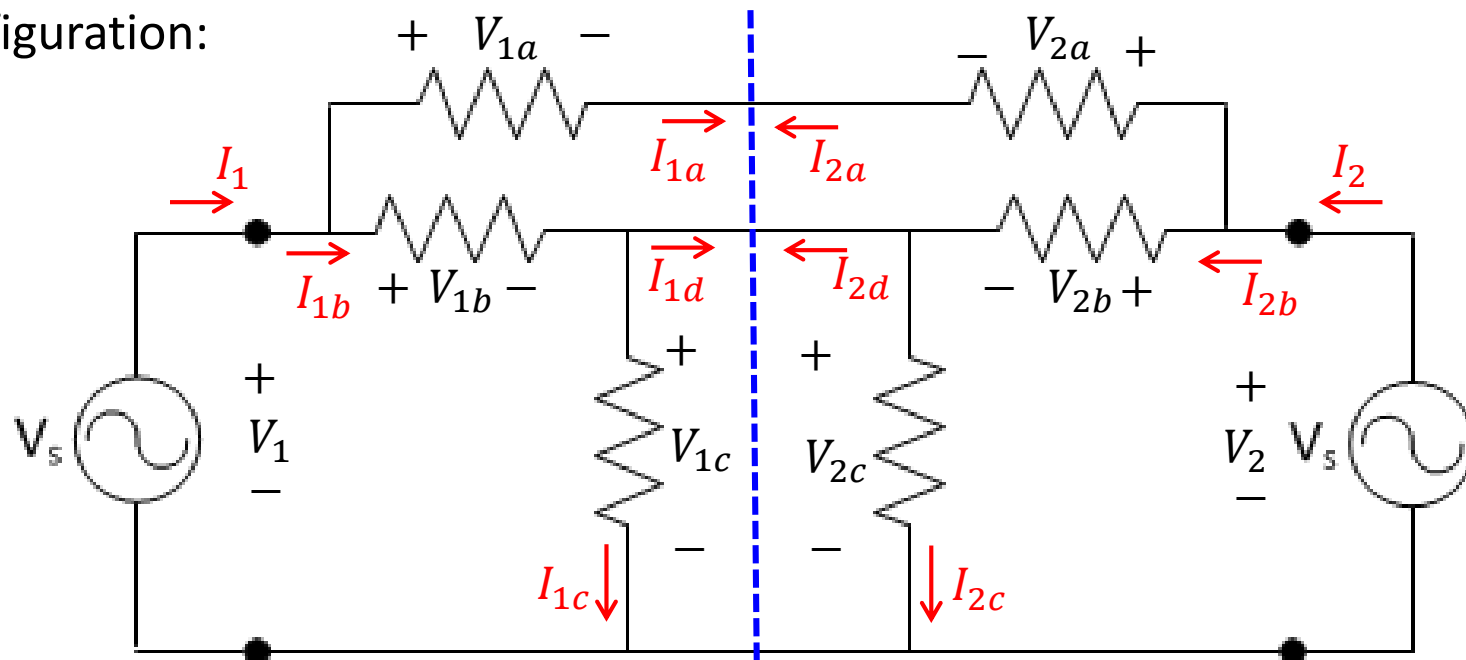 figuration:
+ V₁ₐ −
− V₂ₐ +
I₁
I₁ₐ
I₂ₐ
I₂
I₁b
+ V₁b −
I₁d
I₂d
− V₂b +
I₂b
Vₛ
+
V₁
−
+
V₁c
−
+
V₂c
−
+
V₂
−
Vₛ
I₁c
I₂c